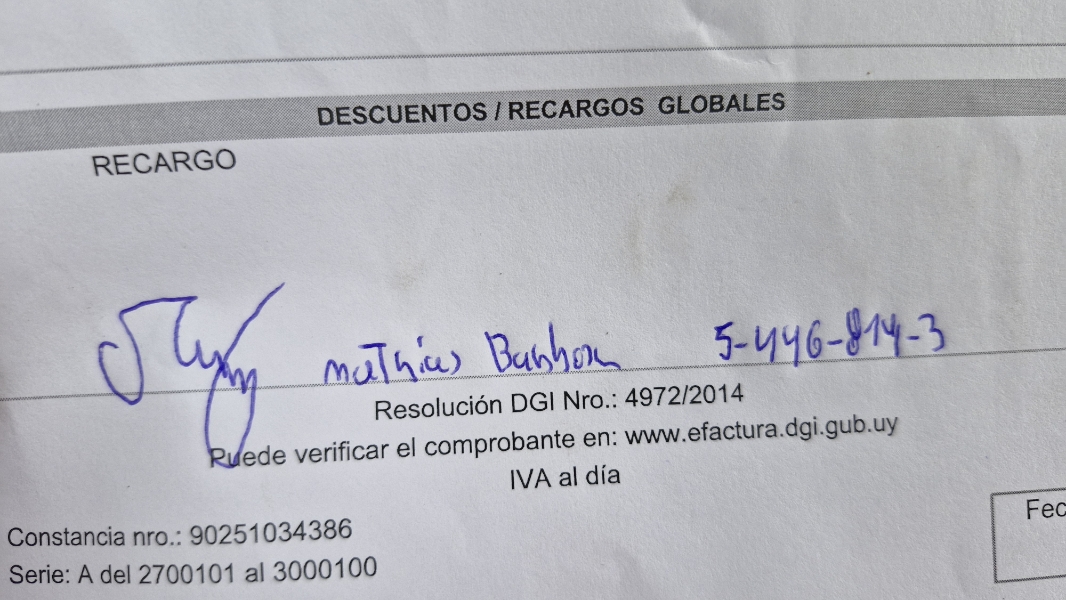 DESCUENTOS / RECARGOS GLOBALES
RECARGO
Mathias 5-446-814-3
Resolución DGI Nro.: 4972/2014
Puede verificar el comprobante en: www.efactura.dgi.gub.uy
IVA al día
Constancia nro.: 90251034386
Serie: A del 2700101 al 3000100
Fec